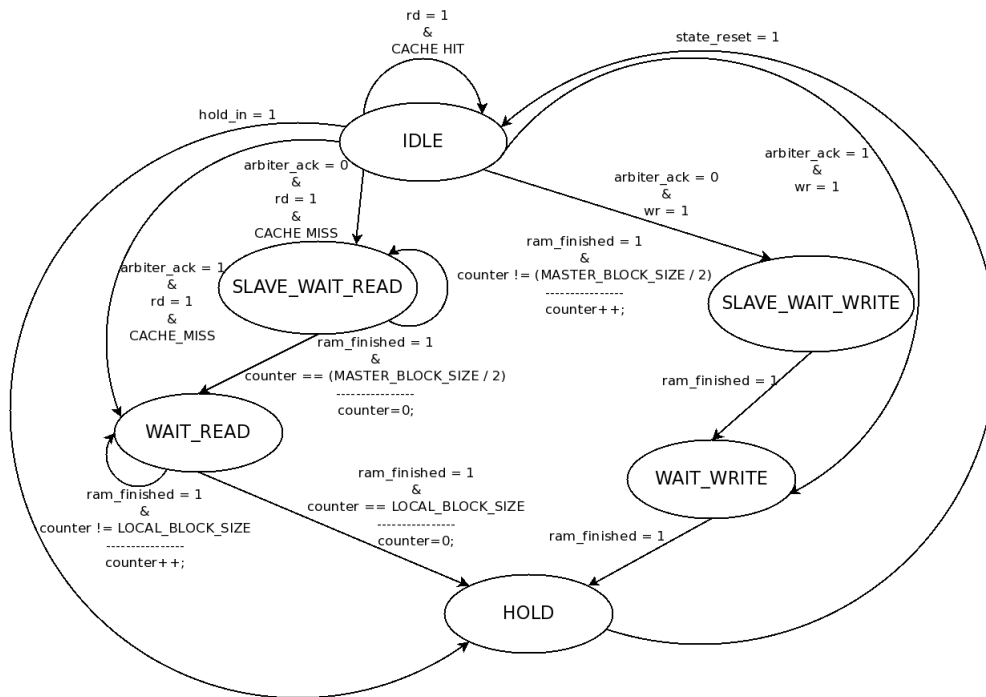 rd = 1
&
CACHE HIT
state_reset = 1
hold_in = 1
IDLE
arbiter_ack = 0
&
rd = 1
&
CACHE MISS
arbiter_ack = 0
&
wr = 1
arbiter_ack = 1
&
wr = 1
arbiter_ack = 1
&
rd = 1
&
CACHE_MISS
SLAVE_WAIT_READ
ram_finished = 1
&
counter != (MASTER_BLOCK_SIZE / 2)
----------------
counter++;
SLAVE_WAIT_WRITE
ram_finished = 1
&
counter == (MASTER_BLOCK_SIZE / 2)
---------------
counter=0;
ram_finished = 1
WAIT_READ
WAIT_WRITE
ram_finished = 1
&
counter != LOCAL_BLOCK_SIZE
----------------
counter++;
ram_finished = 1
&
counter == LOCAL_BLOCK_SIZE
----------------
counter=0;
ram_finished = 1
HOLD